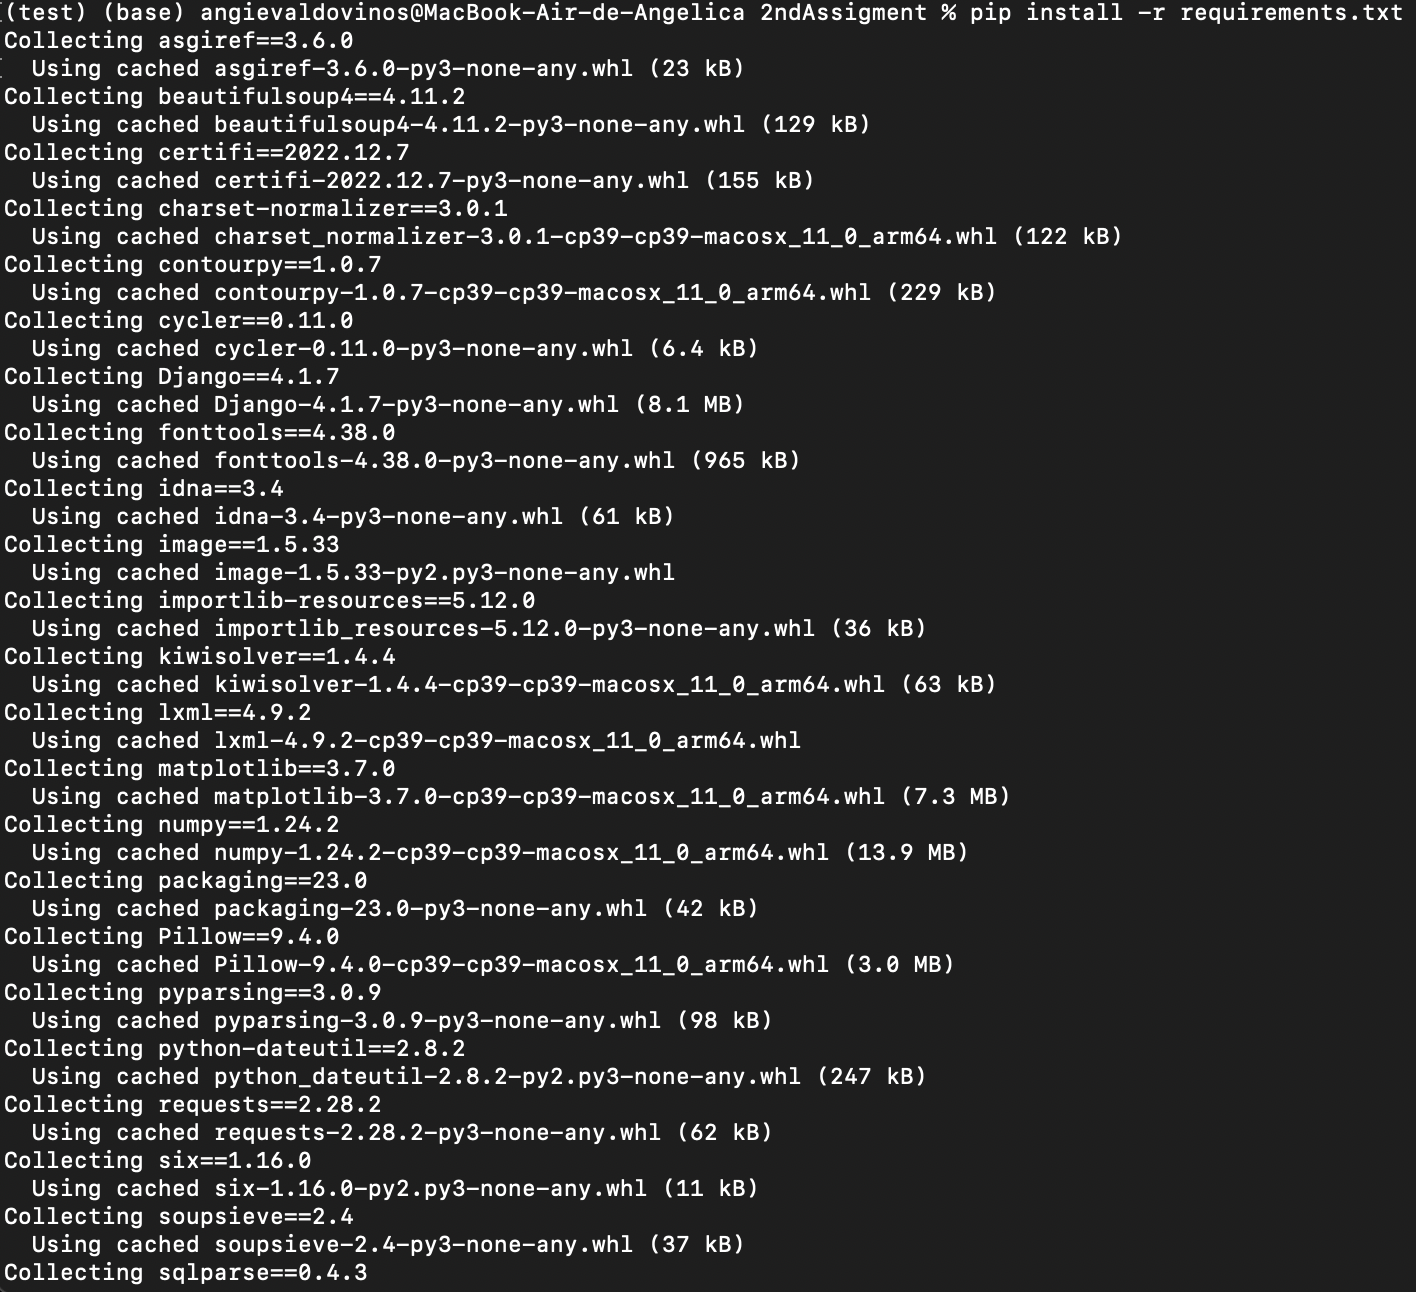 (test) (base) angievaldovinos@MacBook-Air-de-Angelica 2ndAssigment % pip install -r requirements.txt
Collecting asgiref==3.6.0
  Using cached asgiref-3.6.0-py3-none-any.whl (23 kB)
Collecting beautifulsoup4==4.11.2
  Using cached beautifulsoup4-4.11.2-py3-none-any.whl (129 kB)
Collecting certifi==2022.12.7
  Using cached certifi-2022.12.7-py3-none-any.whl (155 kB)
Collecting charset-normalizer==3.0.1
  Using cached charset_normalizer-3.0.1-cp39-cp39-macosx_11_0_arm64.whl (122 kB)
Collecting contourpy==1.0.7
  Using cached contourpy-1.0.7-cp39-cp39-macosx_11_0_arm64.whl (229 kB)
Collecting cycler==0.11.0
  Using cached cycler-0.11.0-py3-none-any.whl (6.4 kB)
Collecting Django==4.1.7
  Using cached Django-4.1.7-py3-none-any.whl (8.1 MB)
Collecting fonttools==4.38.0
  Using cached fonttools-4.38.0-py3-none-any.whl (965 kB)
Collecting idna==3.4
  Using cached idna-3.4-py3-none-any.whl (61 kB)
Collecting image==1.5.33
  Using cached image-1.5.33-py2.py3-none-any.whl
Collecting importlib-resources==5.12.0
  Using cached importlib_resources-5.12.0-py3-none-any.whl (36 kB)
Collecting kiwisolver==1.4.4
  Using cached kiwisolver-1.4.4-cp39-cp39-macosx_11_0_arm64.whl (63 kB)
Collecting lxml==4.9.2
  Using cached lxml-4.9.2-cp39-cp39-macosx_11_0_arm64.whl
Collecting matplotlib==3.7.0
  Using cached matplotlib-3.7.0-cp39-cp39-macosx_11_0_arm64.whl (7.3 MB)
Collecting numpy==1.24.2
  Using cached numpy-1.24.2-cp39-cp39-macosx_11_0_arm64.whl (13.9 MB)
Collecting packaging==23.0
  Using cached packaging-23.0-py3-none-any.whl (42 kB)
Collecting Pillow==9.4.0
  Using cached Pillow-9.4.0-cp39-cp39-macosx_11_0_arm64.whl (3.0 MB)
Collecting pyparsing==3.0.9
  Using cached pyparsing-3.0.9-py3-none-any.whl (98 kB)
Collecting python-dateutil==2.8.2
  Using cached python_dateutil-2.8.2-py2.py3-none-any.whl (247 kB)
Collecting requests==2.28.2
  Using cached requests-2.28.2-py3-none-any.whl (62 kB)
Collecting six==1.16.0
  Using cached six-1.16.0-py2.py3-none-any.whl (11 kB)
Collecting soupsieve==2.4
  Using cached soupsieve-2.4-py3-none-any.whl (37 kB)
Collecting sqlparse==0.4.3